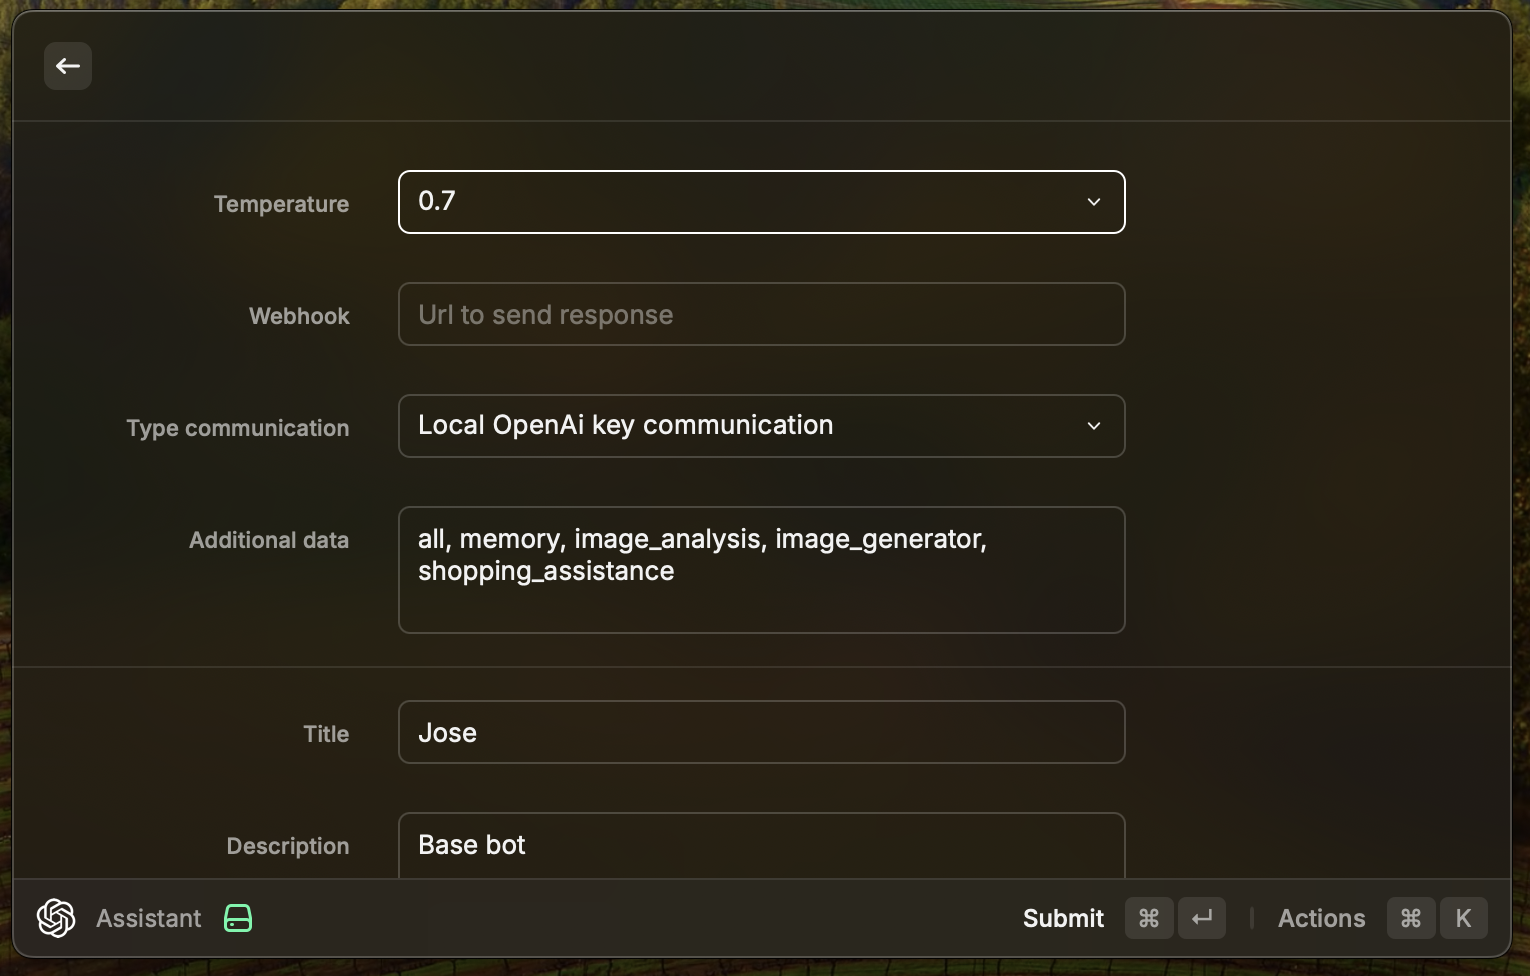 Temperature
0.7
Webhook
Url to send response
Type communication
Local OpenAi key communication
Additional data
all, memory, image_analysis, image_generator,
shopping_assistance
Title
Jose
Description
Base bot
Assistant
Submit ⌘ ↵ | Actions ⌘ K